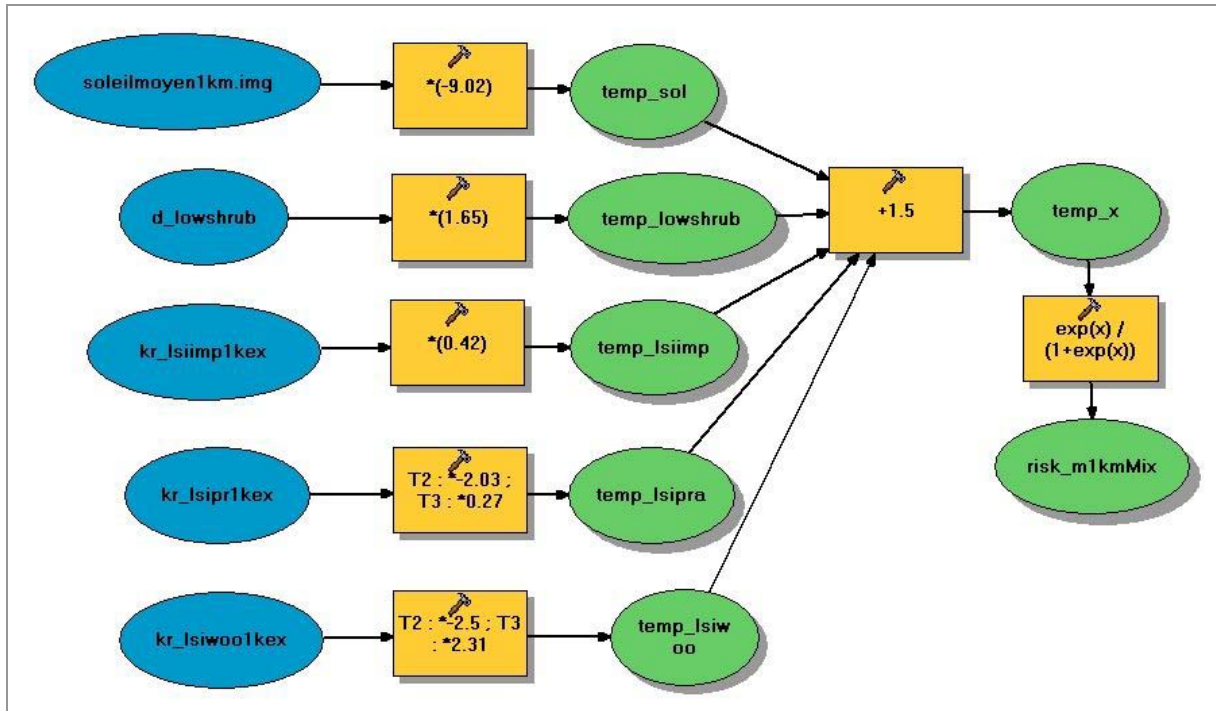 soleilmoyen1km.img
*(-9.02)
temp_sol
d_lowshrub
*(1.65)
temp_lowshrub
+1.5
temp_x
kr_lsiimp1kex
*(0.42)
temp_lsiimp
exp(x) /
(1+exp(x))
kr_lsipr1kex
T2 : *-2.03 ;
T3 : *0.27
temp_lsipra
risk_m1kmMix
kr_lsiwoo1kex
T2 : *-2.5 ; T3
: *2.31
temp_lsiw
oo